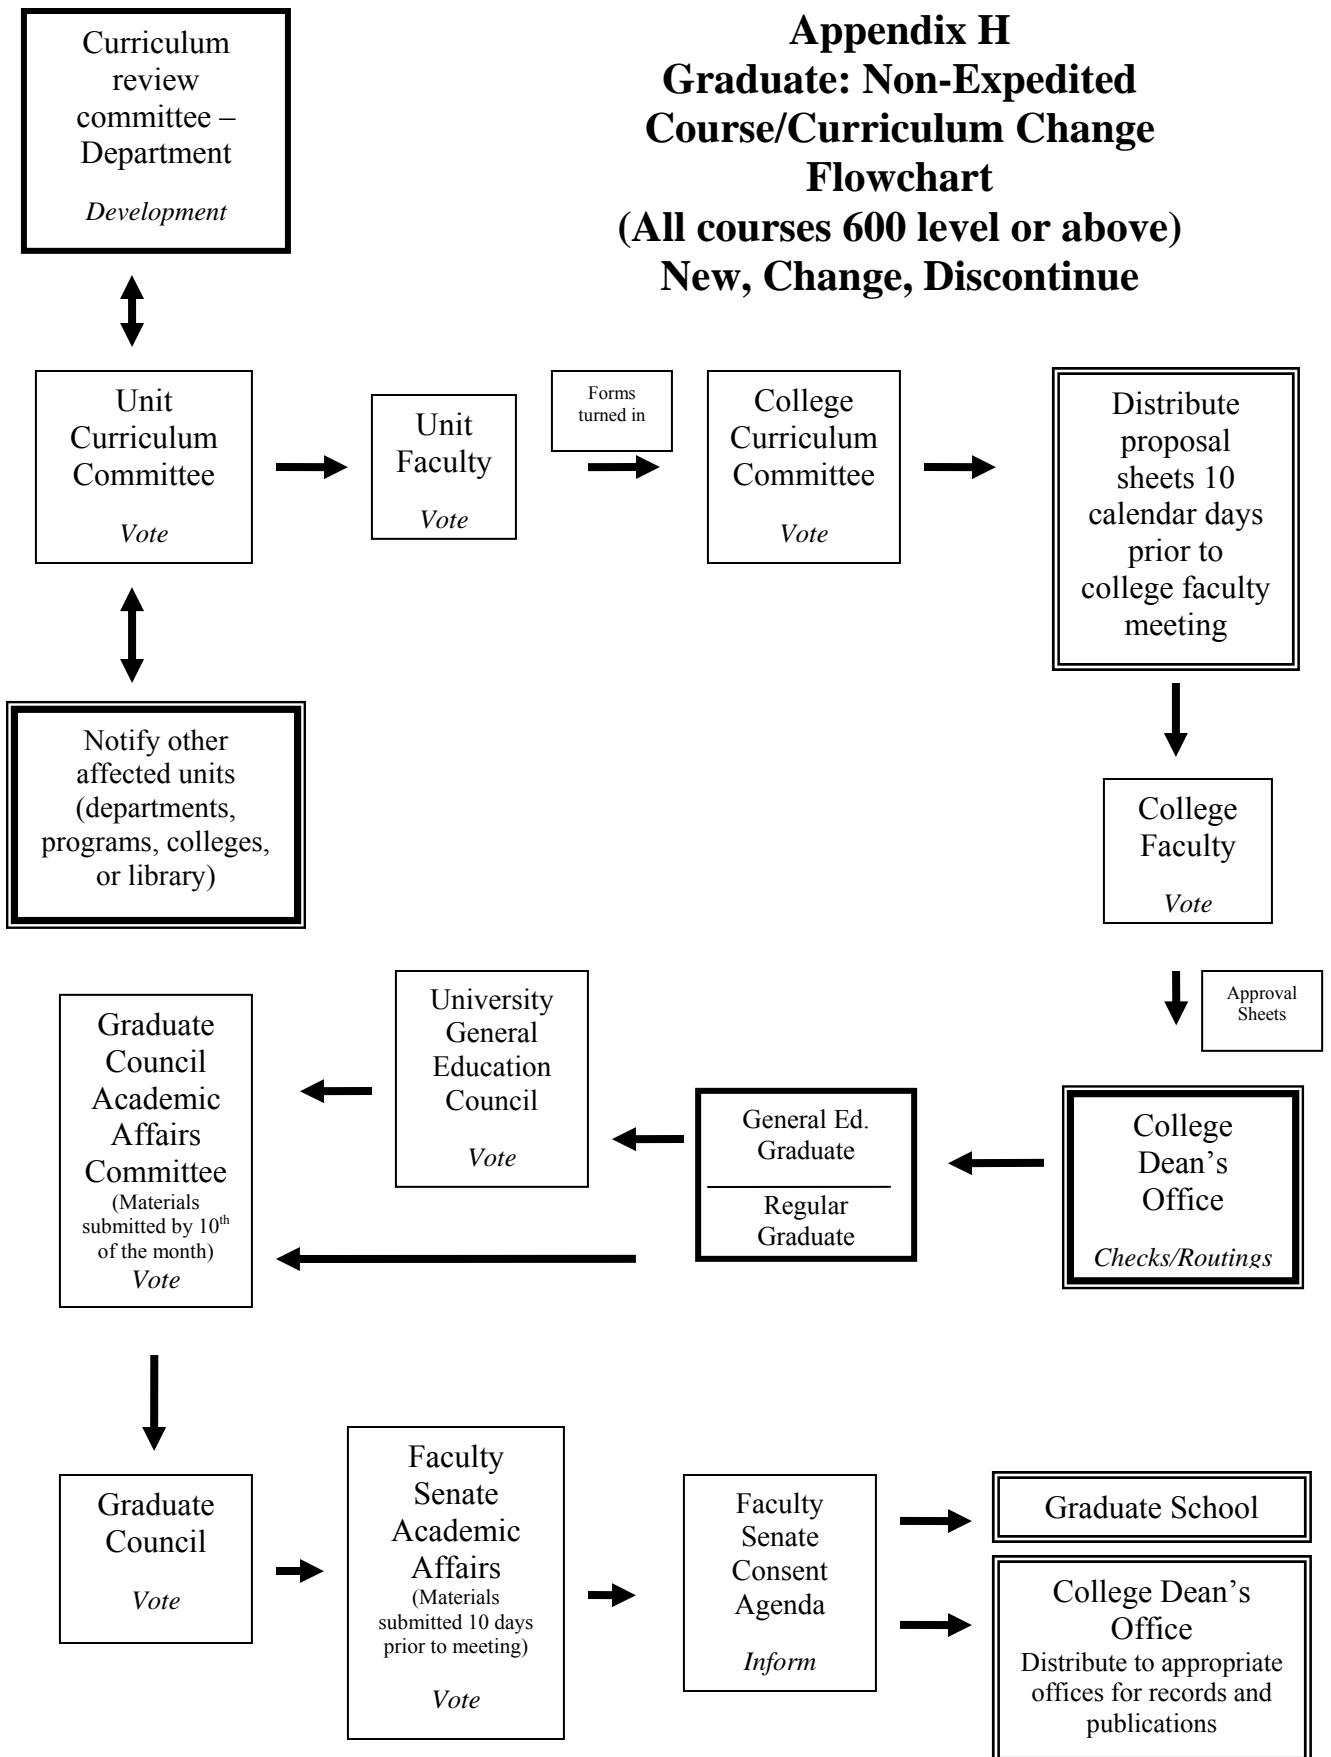 Appendix H
Graduate: Non-Expedited
Course/Curriculum Change
Flowchart
(All courses 600 level or above)
New, Change, Discontinue
Curriculum
review
committee –
Department
Development
Unit
Curriculum
Committee
Vote
Unit
Faculty
Vote
Forms
turned in
College
Curriculum
Committee
Vote
Distribute
proposal
sheets 10
calendar days
prior to
college faculty
meeting
Notify other
affected units
(departments,
programs, colleges,
or library)
College
Faculty
Vote
Approval
Sheets
College
Dean’s
Office
Checks/Routings
General Ed.
Graduate
Regular
Graduate
University
General
Education
Council
Vote
Graduate
Council
Academic
Affairs
Committee
(Materials
submitted by 10th
of the month)
Vote
Graduate
Council
Vote
Faculty
Senate
Academic
Affairs
(Materials
submitted 10 days
prior to meeting)
Vote
Faculty
Senate
Consent
Agenda
Inform
Graduate School
College Dean’s
Office
Distribute to appropriate
offices for records and
publications